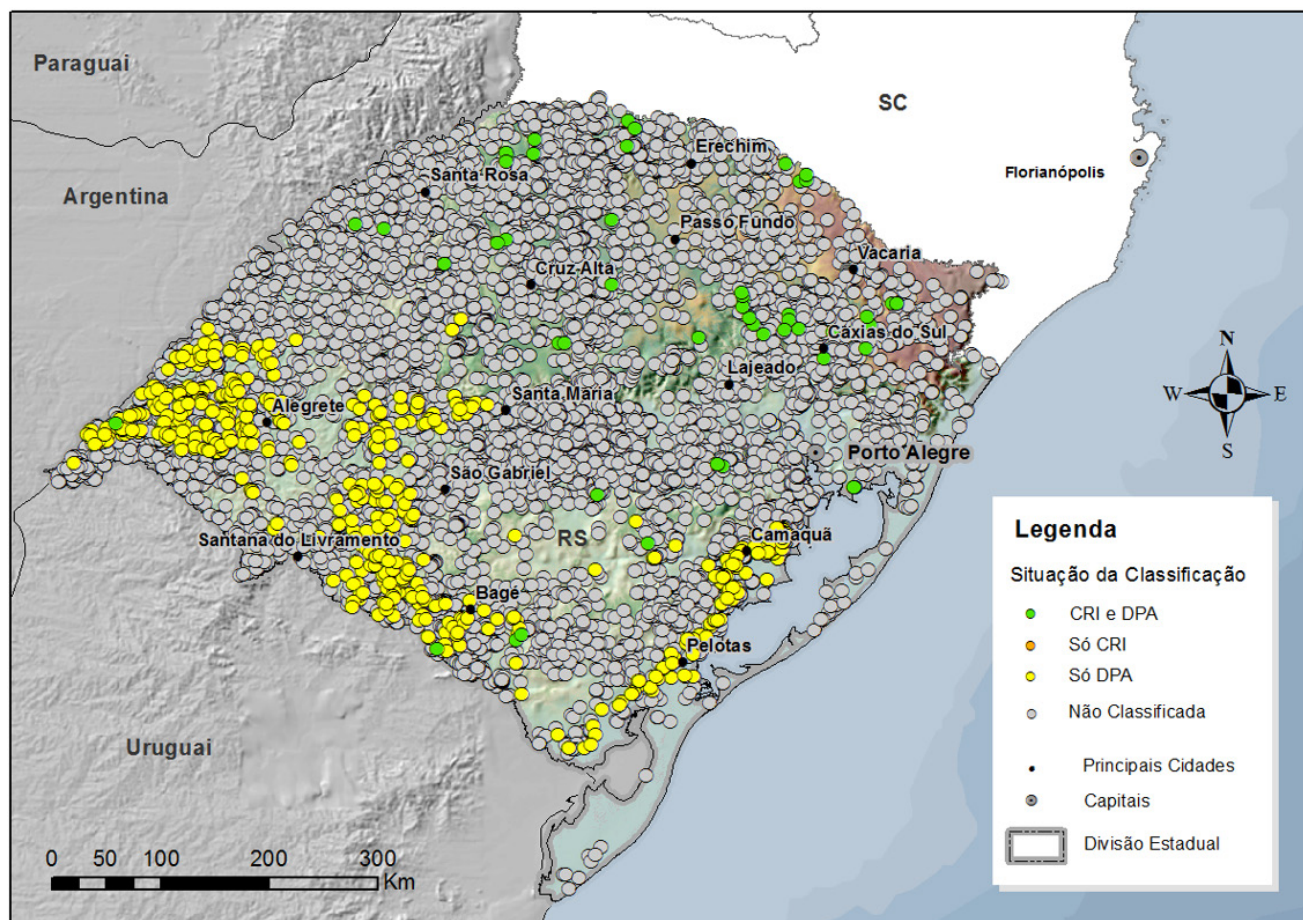 Paraguai
SC
Erechim
Florianópolis
Santa Rosa
Argentina
Passo Fundo
Vacaria
Cruz Alta
N
Caxias do Sul
Lajeado
W
E
Santa Maria
Alegrete
S
Porto Alegre
São Gabriel
Legenda
Santana do Livramento
RS
Camaquã
Situação da Classificação
Bagé
CRI e DPA
Só CRI
Pelotas
Só DPA
Não Classificada
Uruguai
Principais Cidades
Capitais
Divisão Estadual
0 50 100 200 300
Km